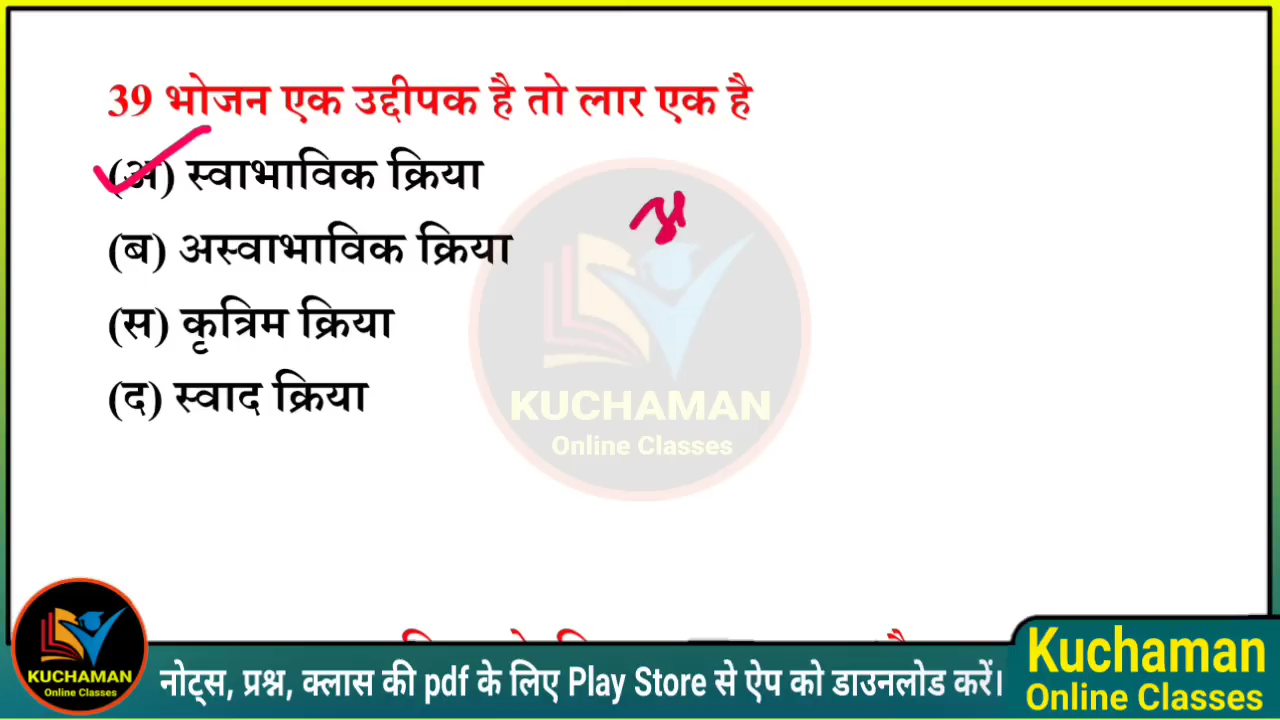 39 भोजन एक उद्दीपक है तो लार एक है
(अ) स्वाभाविक क्रिया
अ
(ब) अस्वाभाविक क्रिया
(स) कृत्रिम क्रिया
(द) स्वाद क्रिया
KUCHAMAN
Online Classes
KUCHAMAN
Online Classes
नोट्स, प्रश्न, क्लास की pdf के लिए Play Store से ऐप को डाउनलोड करें।
Kuchaman
Online Classes